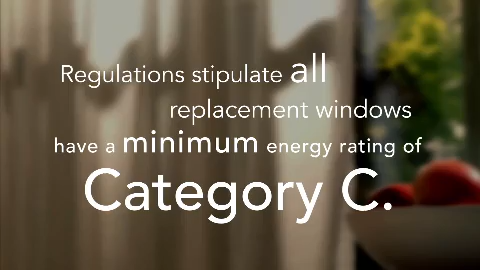 Regulations stipulate all
replacement windows
have a minimum energy rating of
Category C.